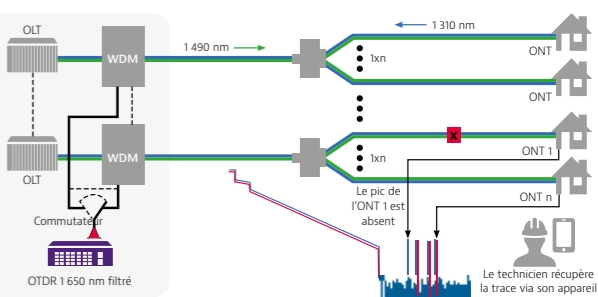 OLT
WDM
1 490 nm
1 310 nm
1xn
ONT
ONT
OLT
WDM
1xn
X
ONT 1
ONT n
Le pic de
l'ONT 1 est
absent
Commutateur
OTDR 1 650 nm filtré
Le technicien récupère
la trace via son appareil